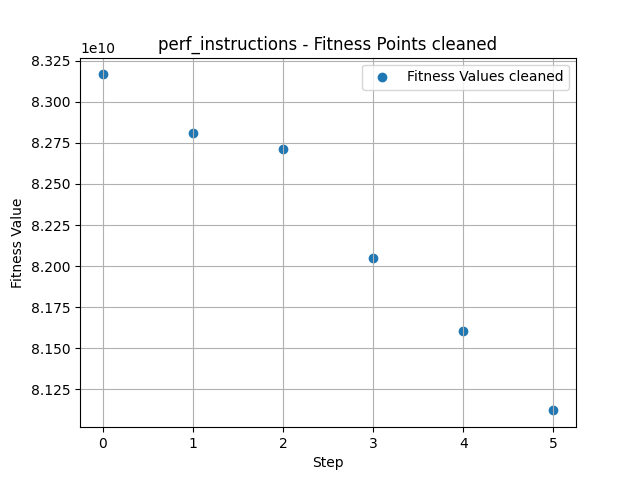 perf_instructions - Fitness Points cleaned
1e10
Fitness Values cleaned
8.325
8.300
8.275
8.250
8.225
8.200
8.175
8.150
8.125
Fitness Value
0 1 2 3 4 5
Step